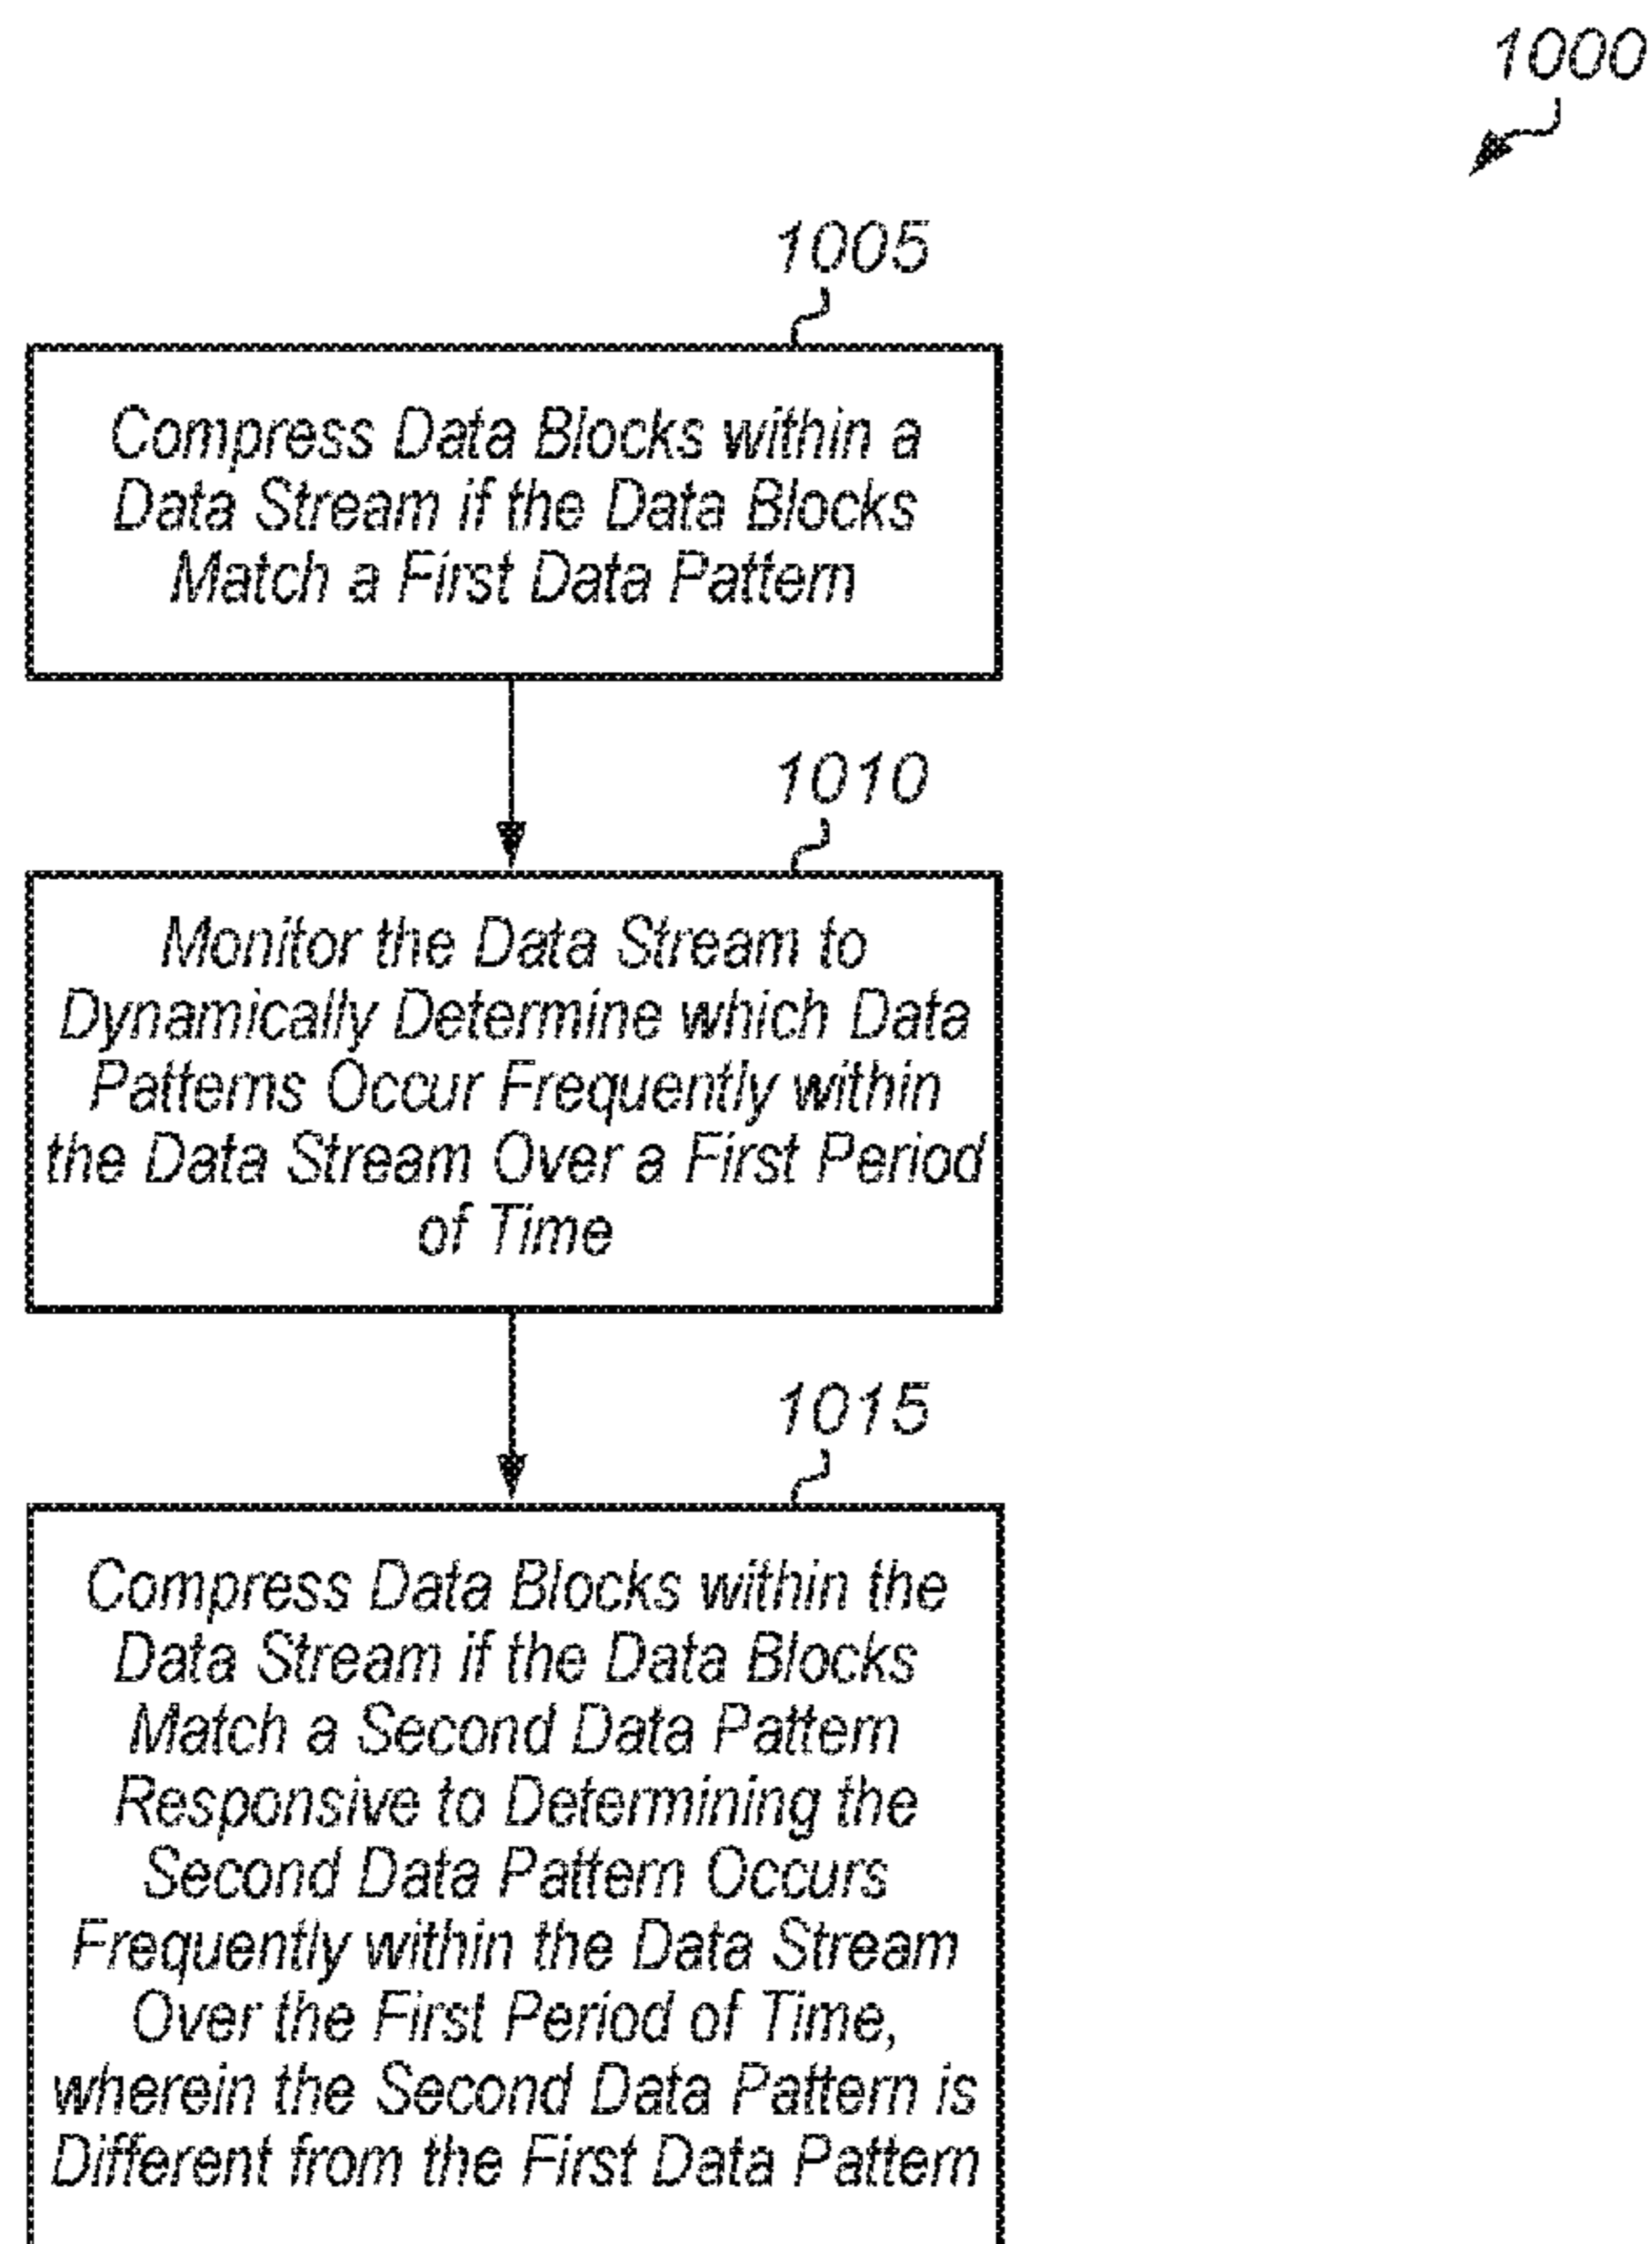 1000
1005
Compress Data Blocks within a
Data Stream if the Data Blocks
Match a First Data Pattern
1010
Monitor the Data Stream to
Dynamically Determine which Data
Patterns Occur Frequently within
the Data Stream Over a First Period
of Time
1015
Compress Data Blocks within the
Data Stream if the Data Blocks
Match a Second Data Pattern
Responsive to Determining the
Second Data Pattern Occurs
Frequently within the Data Stream
Over the First Period of Time,
wherein the Second Data Pattern is
Different from the First Data Pattern